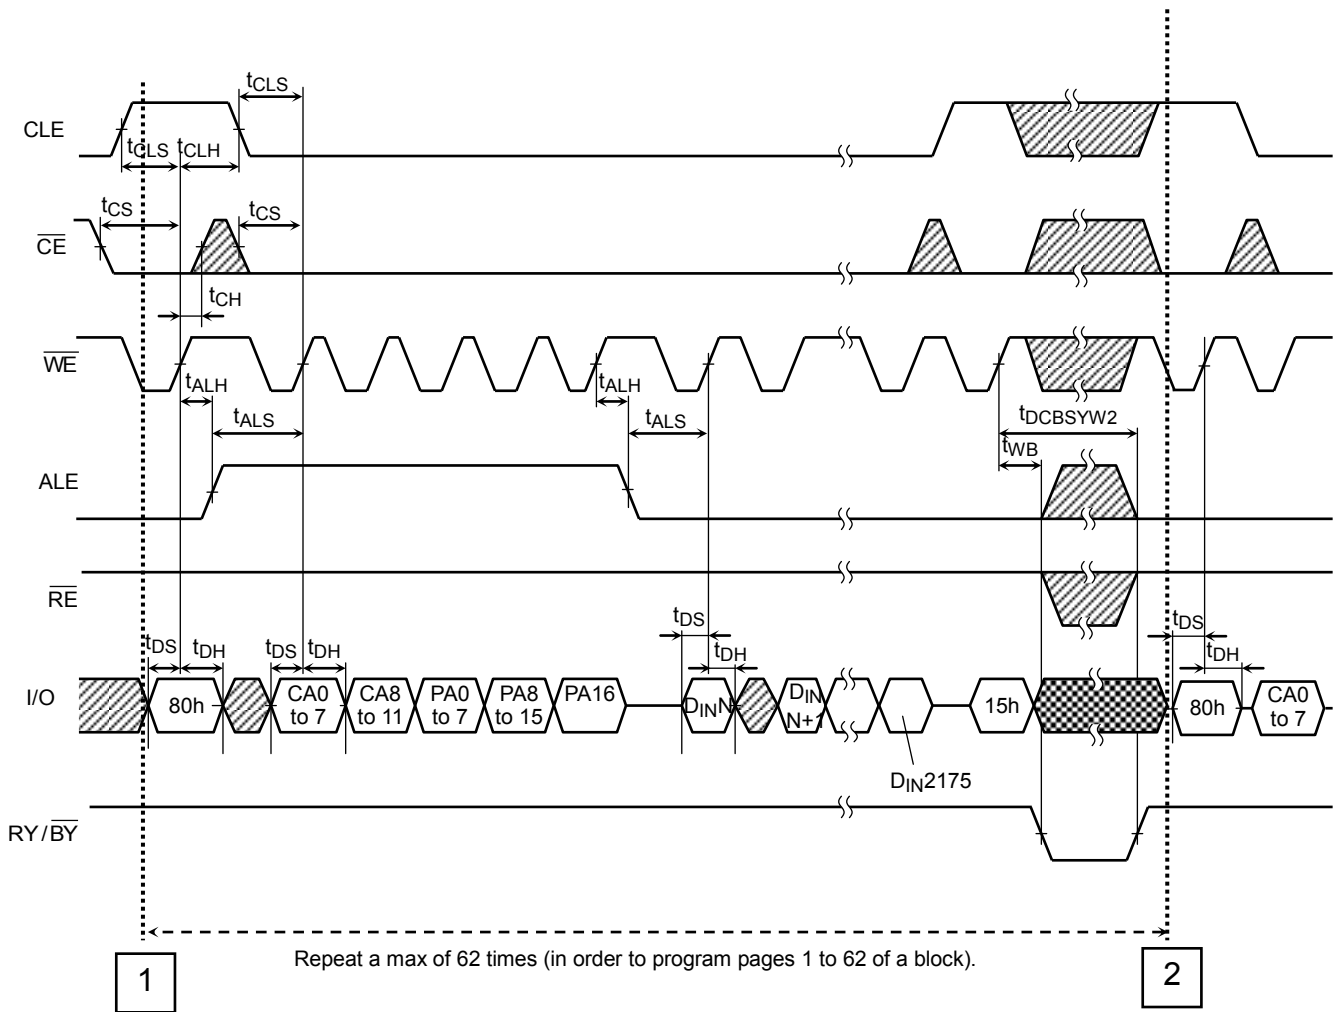 tCLS
CLE
tCLS tCLH
tCS
tCS
CE
tCH
WE
tALH
tALH
tALS
tALS
tDCBSYW2
tWB
ALE
RE
tDS
tDS
tDS tDH
tDS tDH
tDH
tDH
I/O
80h
CA0
to 7
CA8
to 11
PA0
to 7
PA8
to 15
PA16
DINN
DIN
N+1
15h
80h
CA0
to 7
DIN2175
RY/BY
Repeat a max of 62 times (in order to program pages 1 to 62 of a block).
1
2